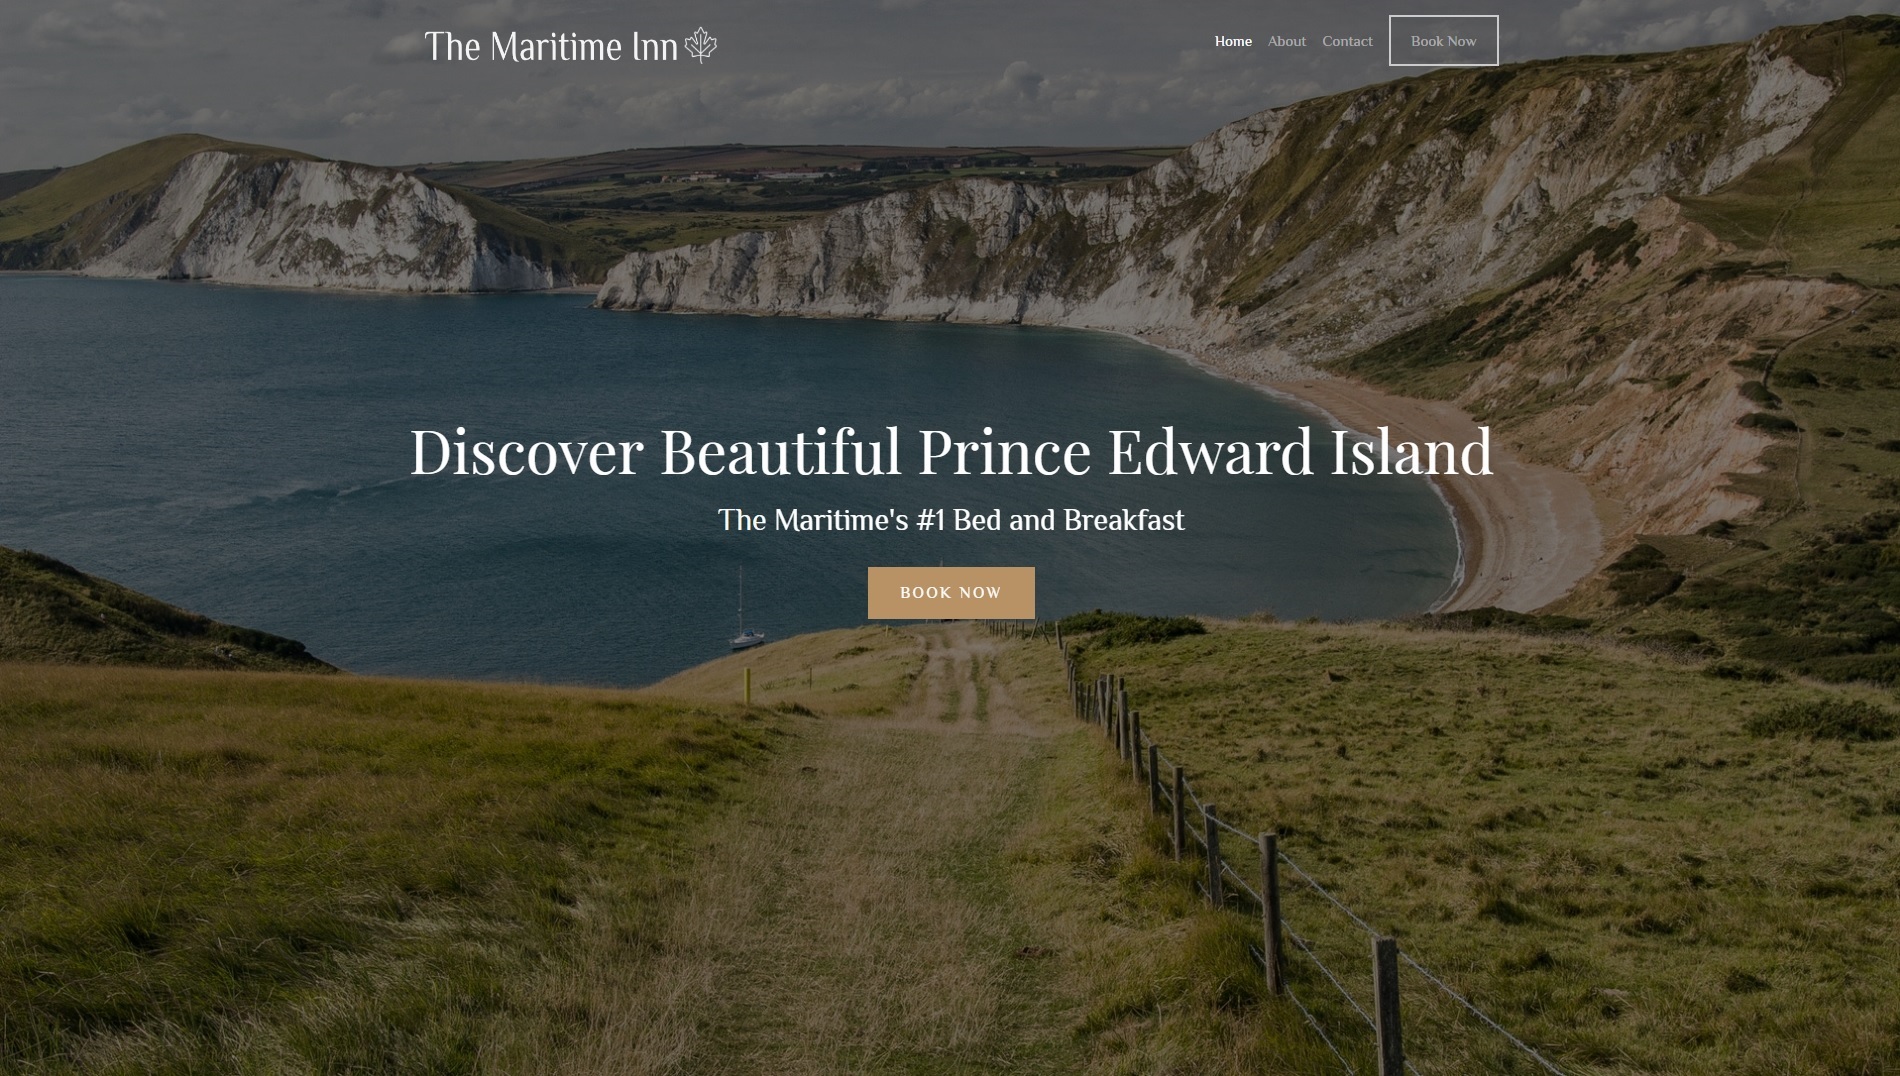 The Maritime Inn
Home About Contact Book Now
Discover Beautiful Prince Edward Island
The Maritime's #1 Bed and Breakfast
BOOK NOW